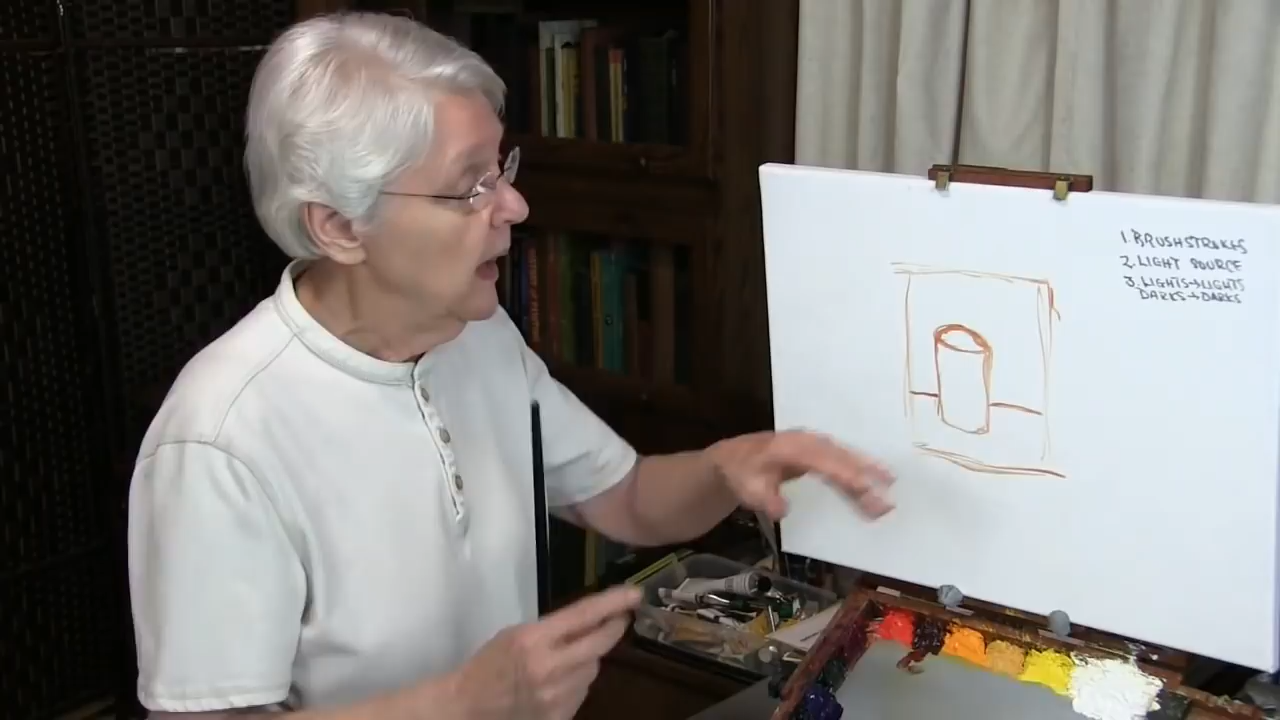 1. BRUSHSTROKES
2. LIGHT SOURCE
3. LIGHTS→LIGHTS
DARKS→DARKS